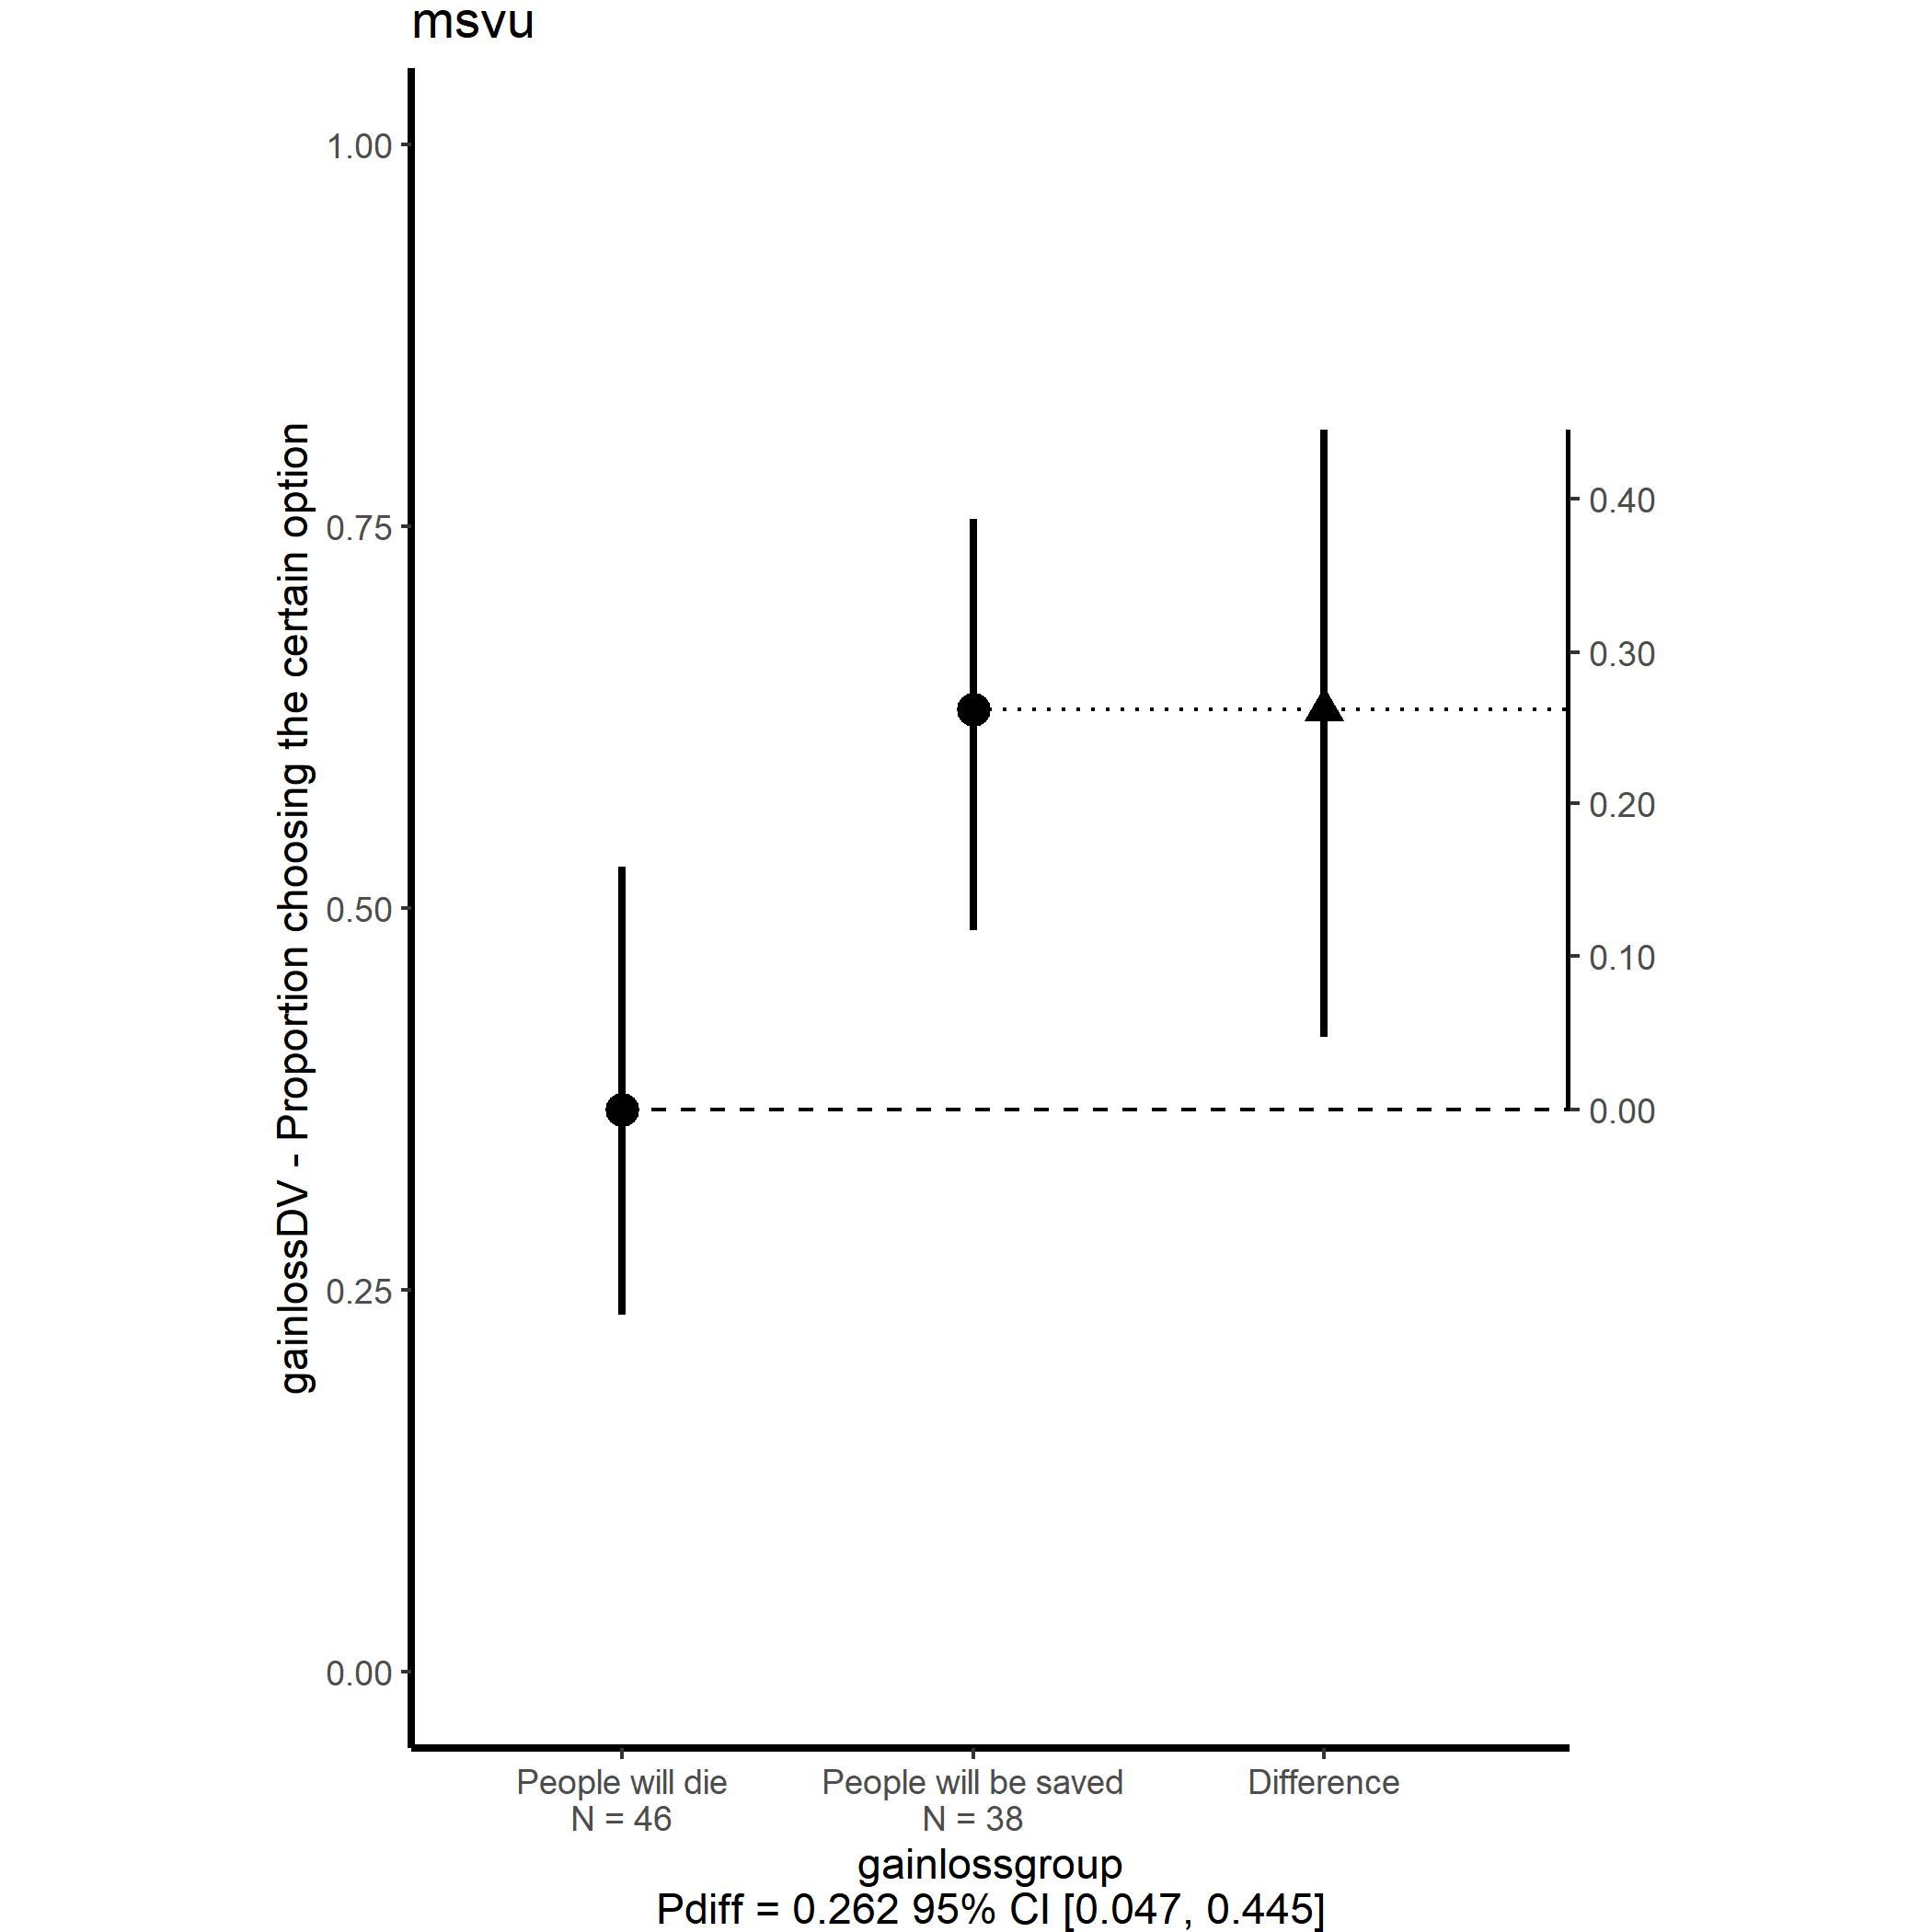 msvu
gainlossDV - Proportion choosing the certain option
1.00
0.75
0.50
0.25
0.00
0.40
0.30
0.20
0.10
0.00
People will die
N = 46
People will be saved
N = 38
Difference
gainlossgroup
Pdiff = 0.262 95% CI [0.047, 0.445]